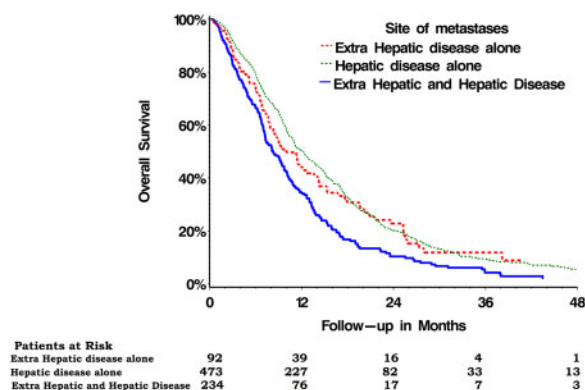 100%
80%
60%
40%
20%
0%
Overall Survival
Site of metastases
Extra Hepatic disease alone
Hepatic disease alone
Extra Hepatic and Hepatic Disease
0 12 24 36 48
Follow-up in Months
Patients at Risk
Extra Hepatic disease alone 92 39 16 4 1
Hepatic disease alone 473 227 82 33 13
Extra Hepatic and Hepatic Disease 234 76 17 7 3